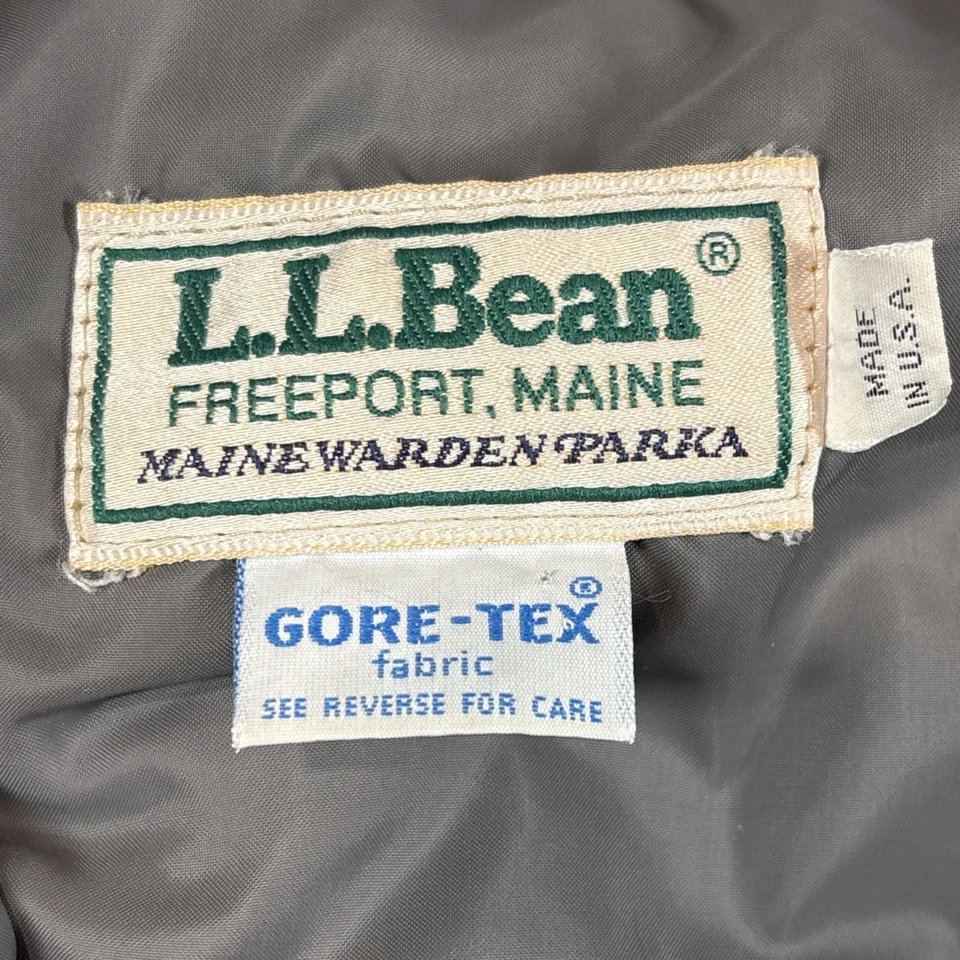 L.L.Bean®
FREEPORT, MAINE
MAINE WARDEN PARKA
MADE
IN U.S.A.
GORE-TEX®
fabric
SEE REVERSE FOR CARE